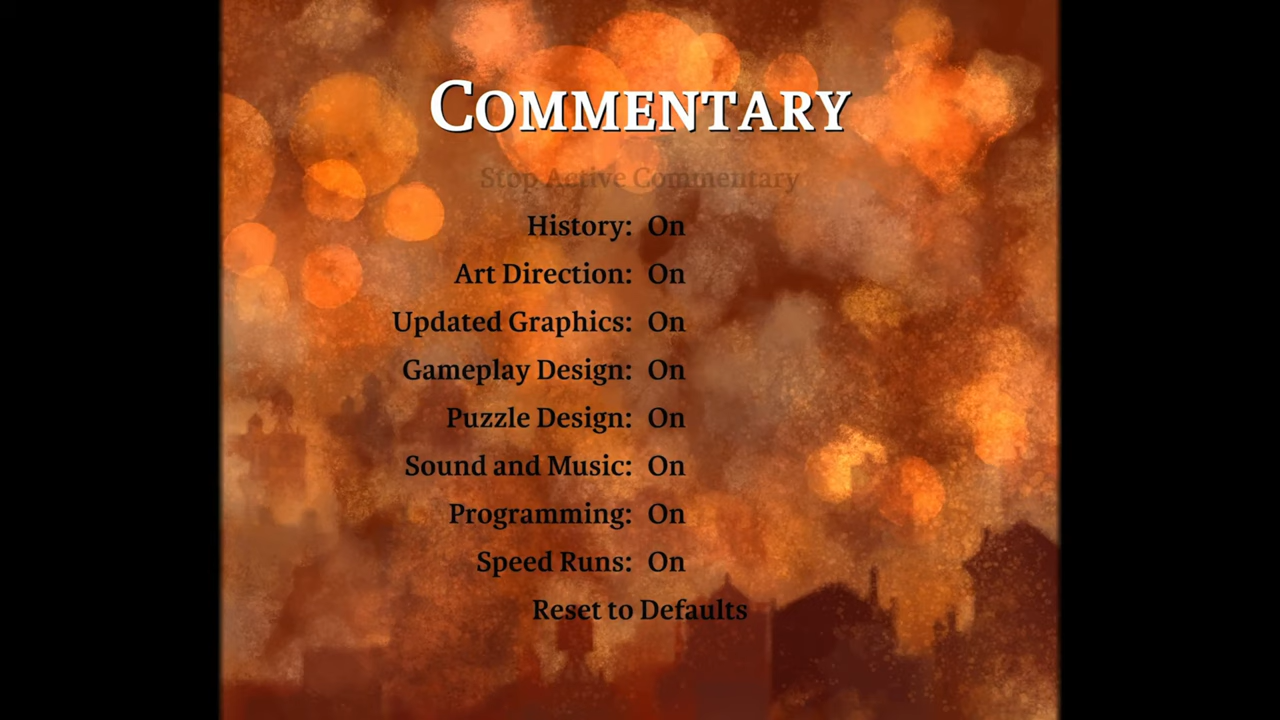 Commentary
Stop Active Commentary
History: On
Art Direction: On
Updated Graphics: On
Gameplay Design: On
Puzzle Design: On
Sound and Music: On
Programming: On
Speed Runs: On
Reset to Defaults